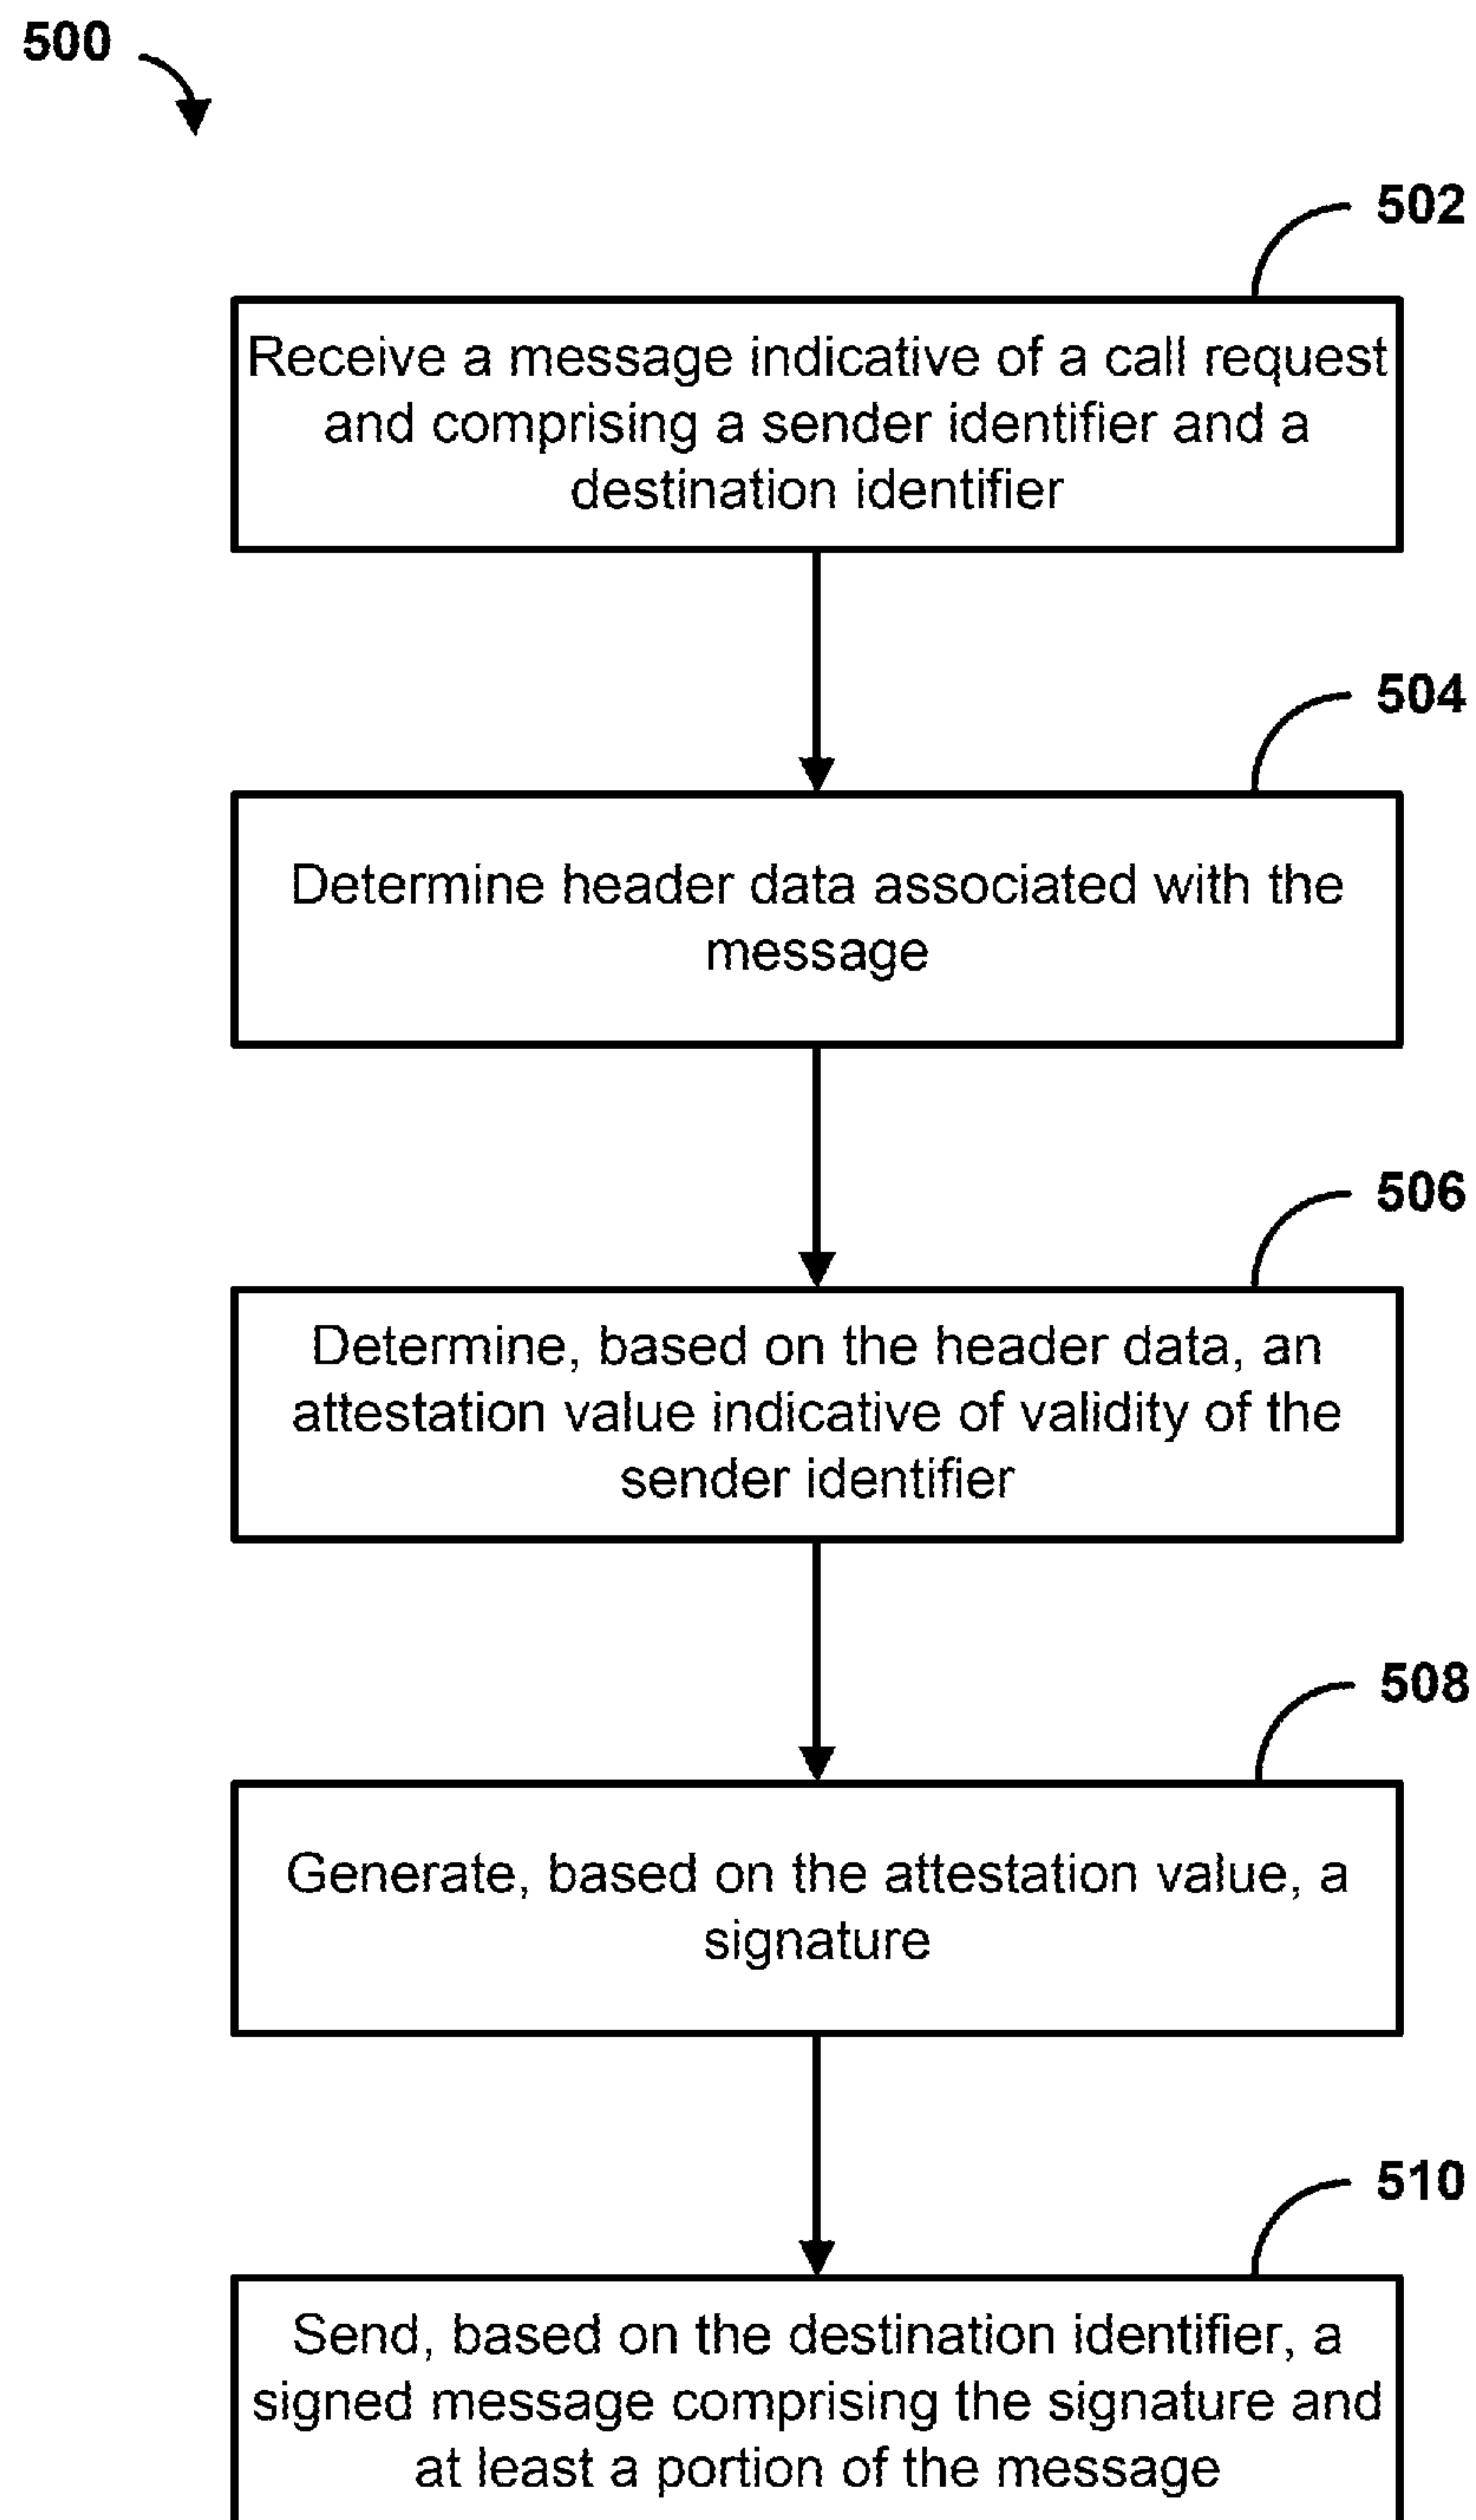 500
502
Receive a message indicative of a call request
and comprising a sender identifier and a
destination identifier
504
Determine header data associated with the
message
506
Determine, based on the header data, an
attestation value indicative of validity of the
sender identifier
508
Generate, based on the attestation value, a
signature
510
Send, based on the destination identifier, a
signed message comprising the signature and
at least a portion of the message